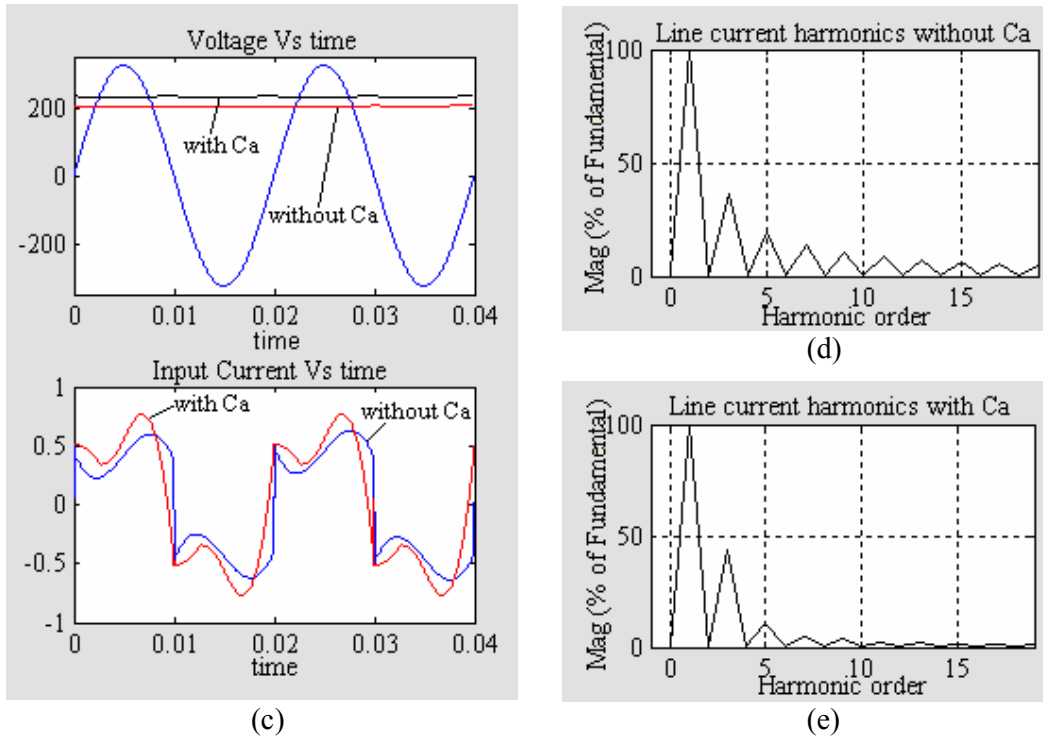 Voltage Vs time
200
0
-200
with Ca
without Ca
0 0.01 0.02 0.03 0.04
time
Input Current Vs time
1
0.5
0
-0.5
-1
with Ca
without Ca
0 0.01 0.02 0.03 0.04
time
(c)
Line current harmonics without Ca
Mag (% of Fundamental)
100
50
0
0 5 10 15
Harmonic order
(d)
Line current harmonics with Ca
Mag (% of Fundamental)
100
50
0
0 5 10 15
Harmonic order
(e)